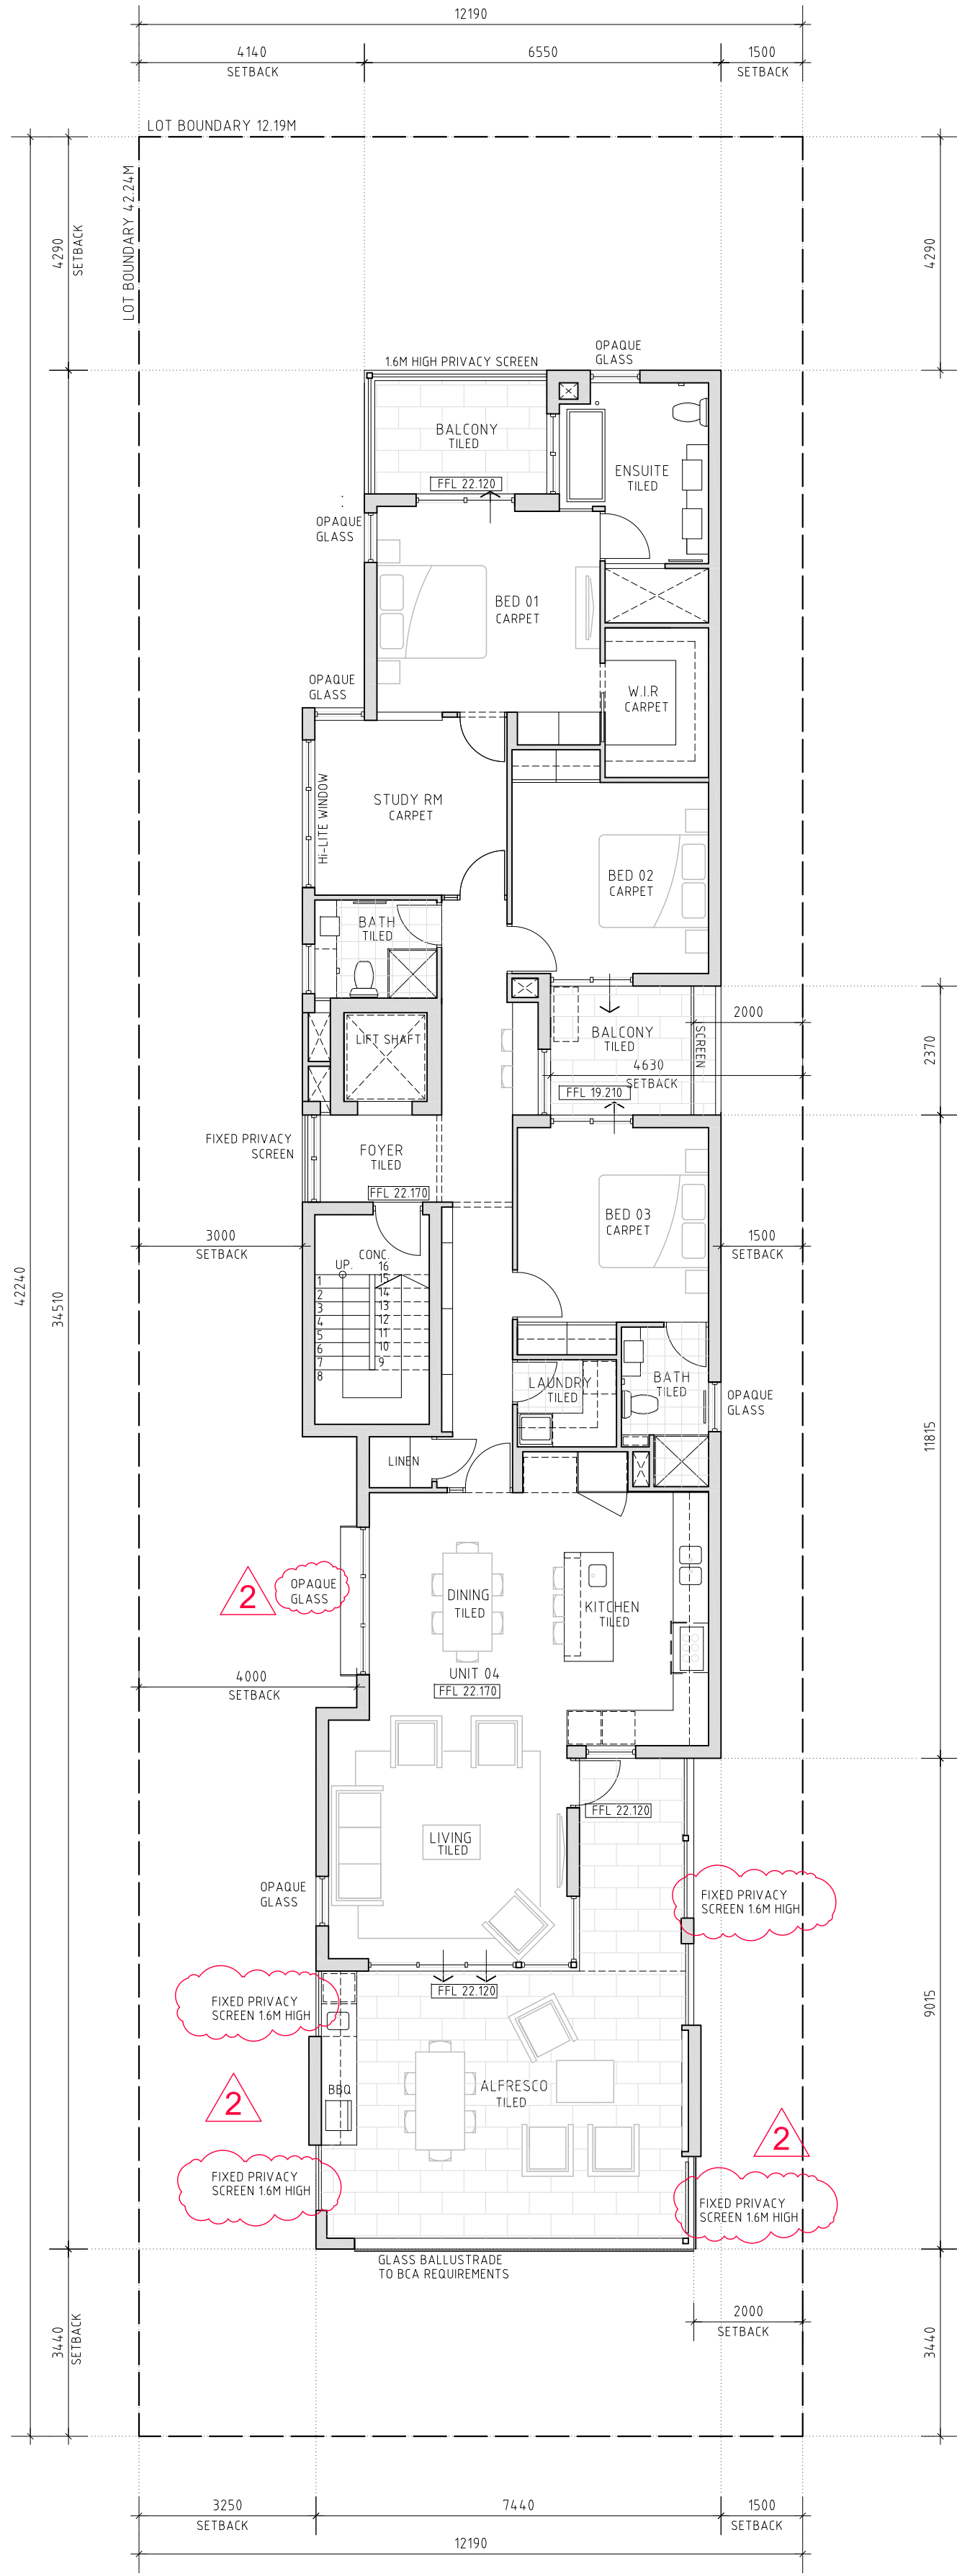 12190
4140
6550
1500
SETBACK
SETBACK
LOT BOUNDARY 12.19M
LOT BOUNDARY 42.24M
4290
SETBACK
4290
OPAQUE
GLASS
1.6M HIGH PRIVACY SCREEN
BALCONY
TILED
FFL 22.120
ENSUITE
TILED
OPAQUE
GLASS
BED 01
CARPET
OPAQUE
GLASS
W.I.R
CARPET
Hi-LITE WINDOW
STUDY RM
CARPET
BED 02
CARPET
BATH
TILED
LIFT SHAFT
BALCONY
TILED
SCREEN
2000
4630
SETBACK
FFL 19.210
2370
FIXED PRIVACY
SCREEN
FOYER
TILED
FFL 22.170
BED 03
CARPET
3000
SETBACK
1500
SETBACK
42240
34510
CONC.
UP.
16
1
15
2
14
3
13
4
12
5
11
6
10
7
9
8
LAUNDRY
TILED
BATH
TILED
OPAQUE
GLASS
11815
LINEN
2
OPAQUE
GLASS
DINING
TILED
KITCHEN
TILED
4000
SETBACK
UNIT 04
FFL 22.170
FFL 22.120
LIVING
TILED
OPAQUE
GLASS
FIXED PRIVACY
SCREEN 1.6M HIGH
FIXED PRIVACY
SCREEN 1.6M HIGH
FFL 22.120
9015
BBQ
ALFRESCO
TILED
2
2
FIXED PRIVACY
SCREEN 1.6M HIGH
FIXED PRIVACY
SCREEN 1.6M HIGH
GLASS BALLUSTRADE
TO BCA REQUIREMENTS
3440
SETBACK
2000
SETBACK
3440
3250
SETBACK
7440
1500
SETBACK
12190